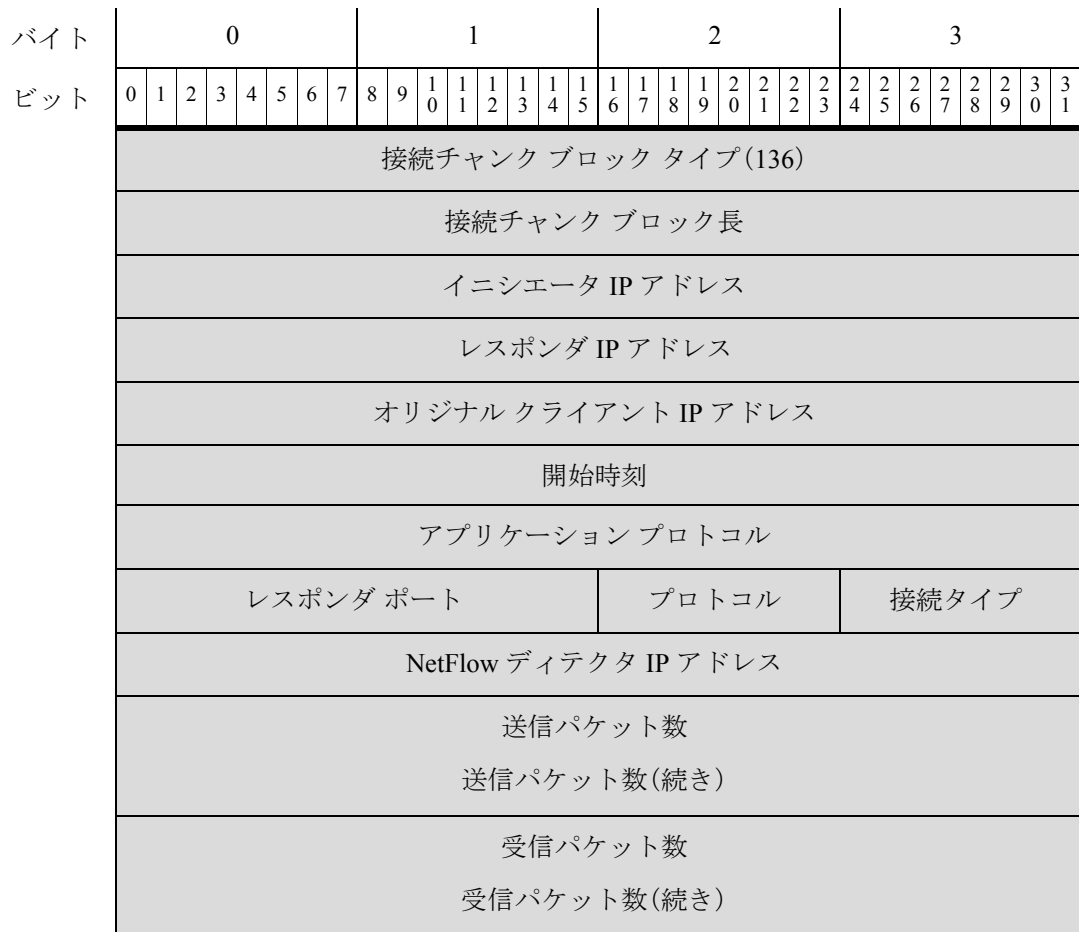 バイト 0 1 2 3
ビット 0 1 2 3 4 5 6 7 8 9 10 11 12 13 14 15 16 17 18 19 20 21 22 23 24 25 26 27 28 29 30 31
接続チャンク ブロック タイプ(136)
接続チャンク ブロック長
イニシエータ IP アドレス
レスポンダ IP アドレス
オリジナル クライアント IP アドレス
開始時刻
アプリケーション プロトコル
レスポンダ ポート プロトコル 接続タイプ
NetFlow ディテクタ IP アドレス
送信パケット数
送信パケット数(続き)
受信パケット数
受信パケット数(続き)